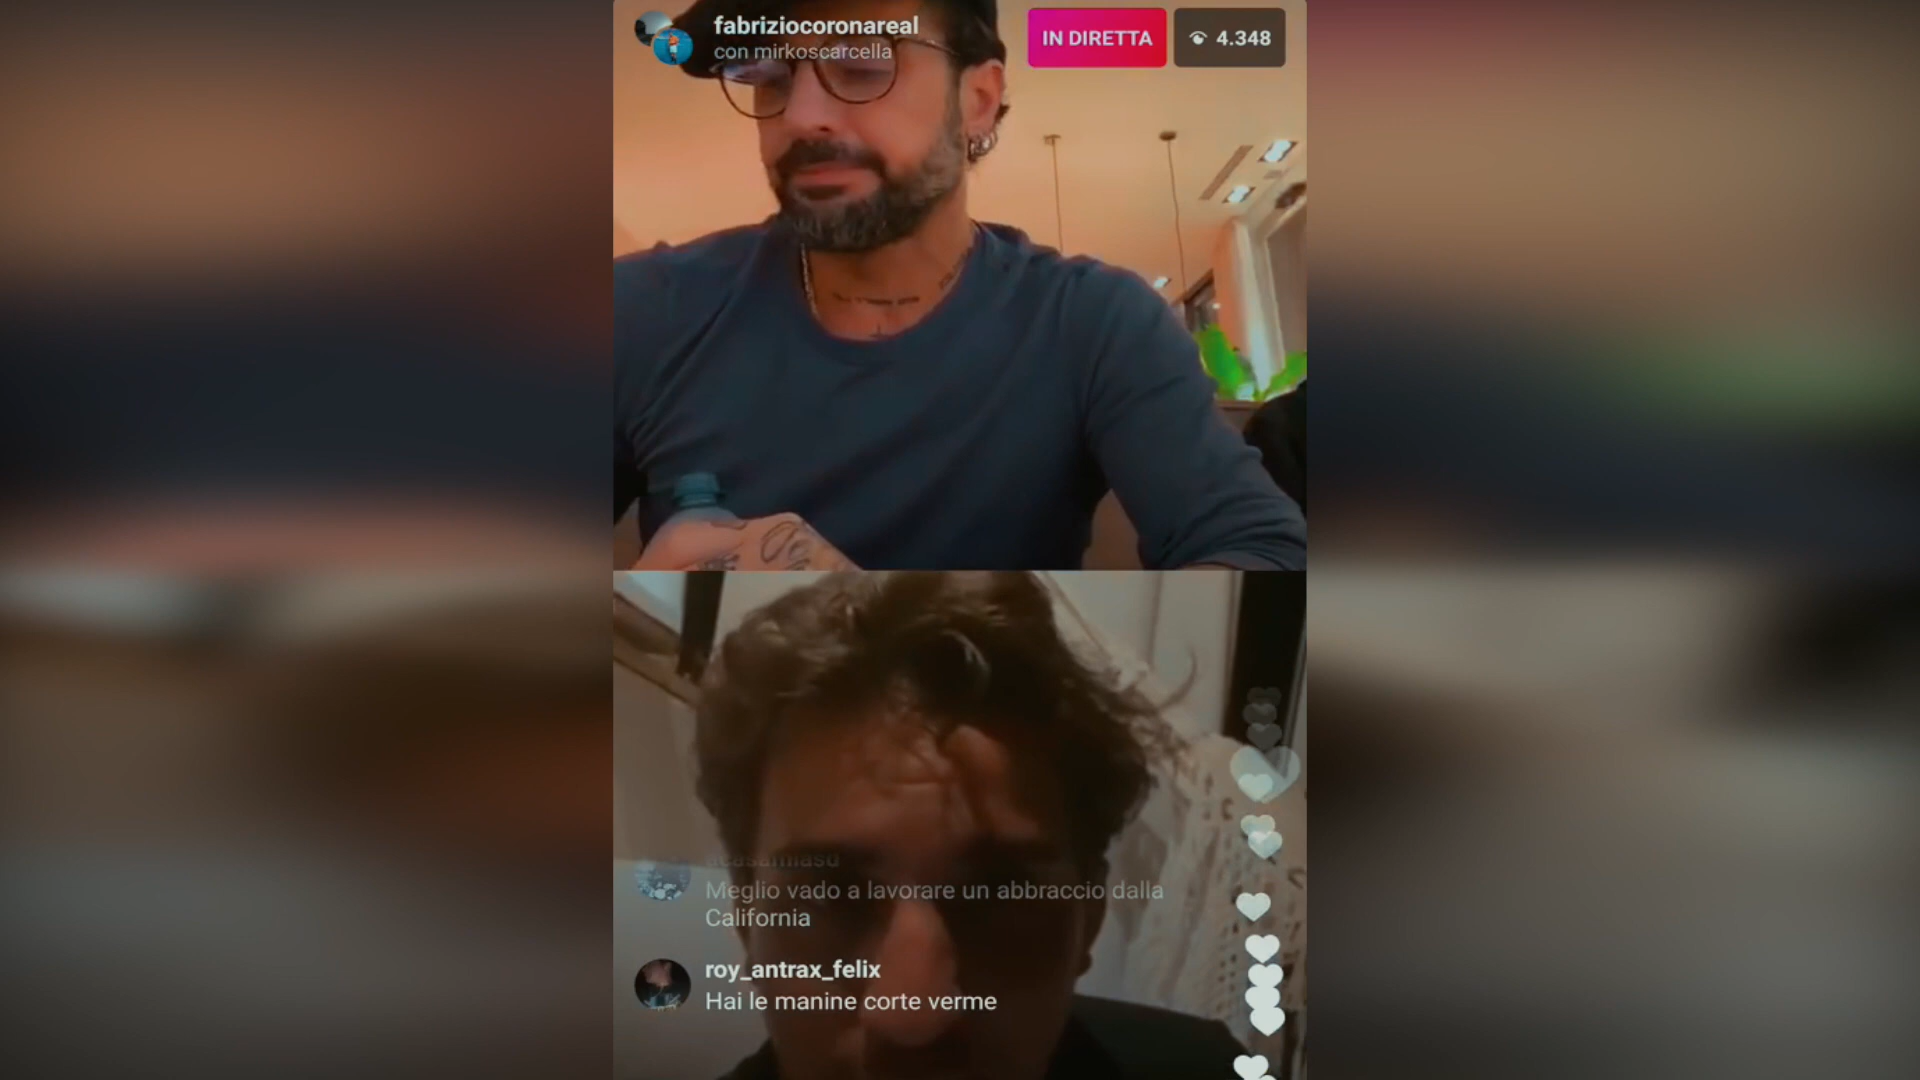 fabriziocoronareal
con mirkoscarcella
IN DIRETTA
4.348
acasamiasu
Meglio vado a lavorare un abbraccio dalla
California
roy_antrax_felix
Hai le manine corte verme